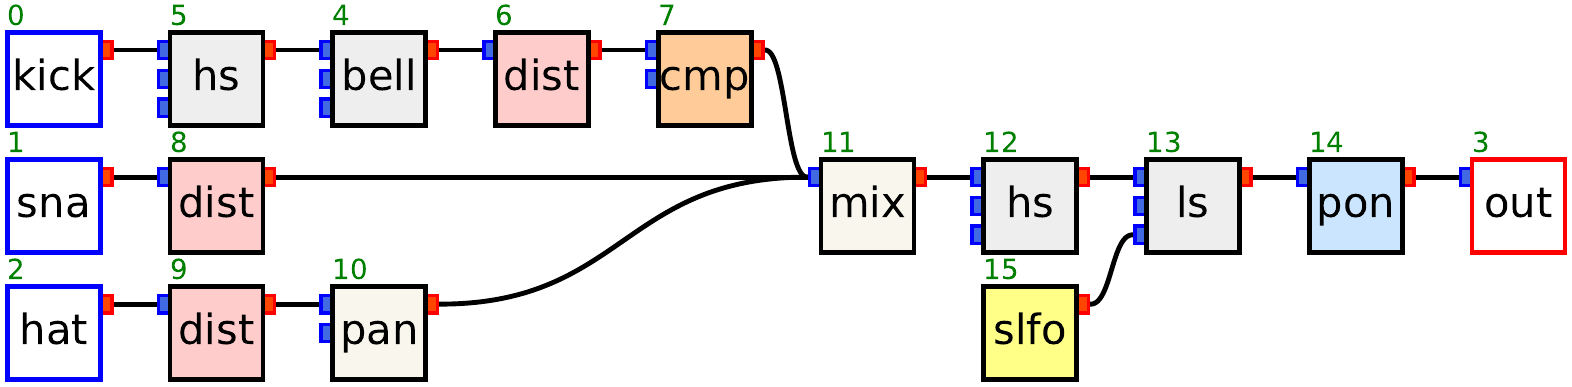 0 5 4 6 7
kick hs bell dist cmp
1 8 11 12 13 14 3
sna dist mix hs ls pon out
2 9 10 15
hat dist pan slfo